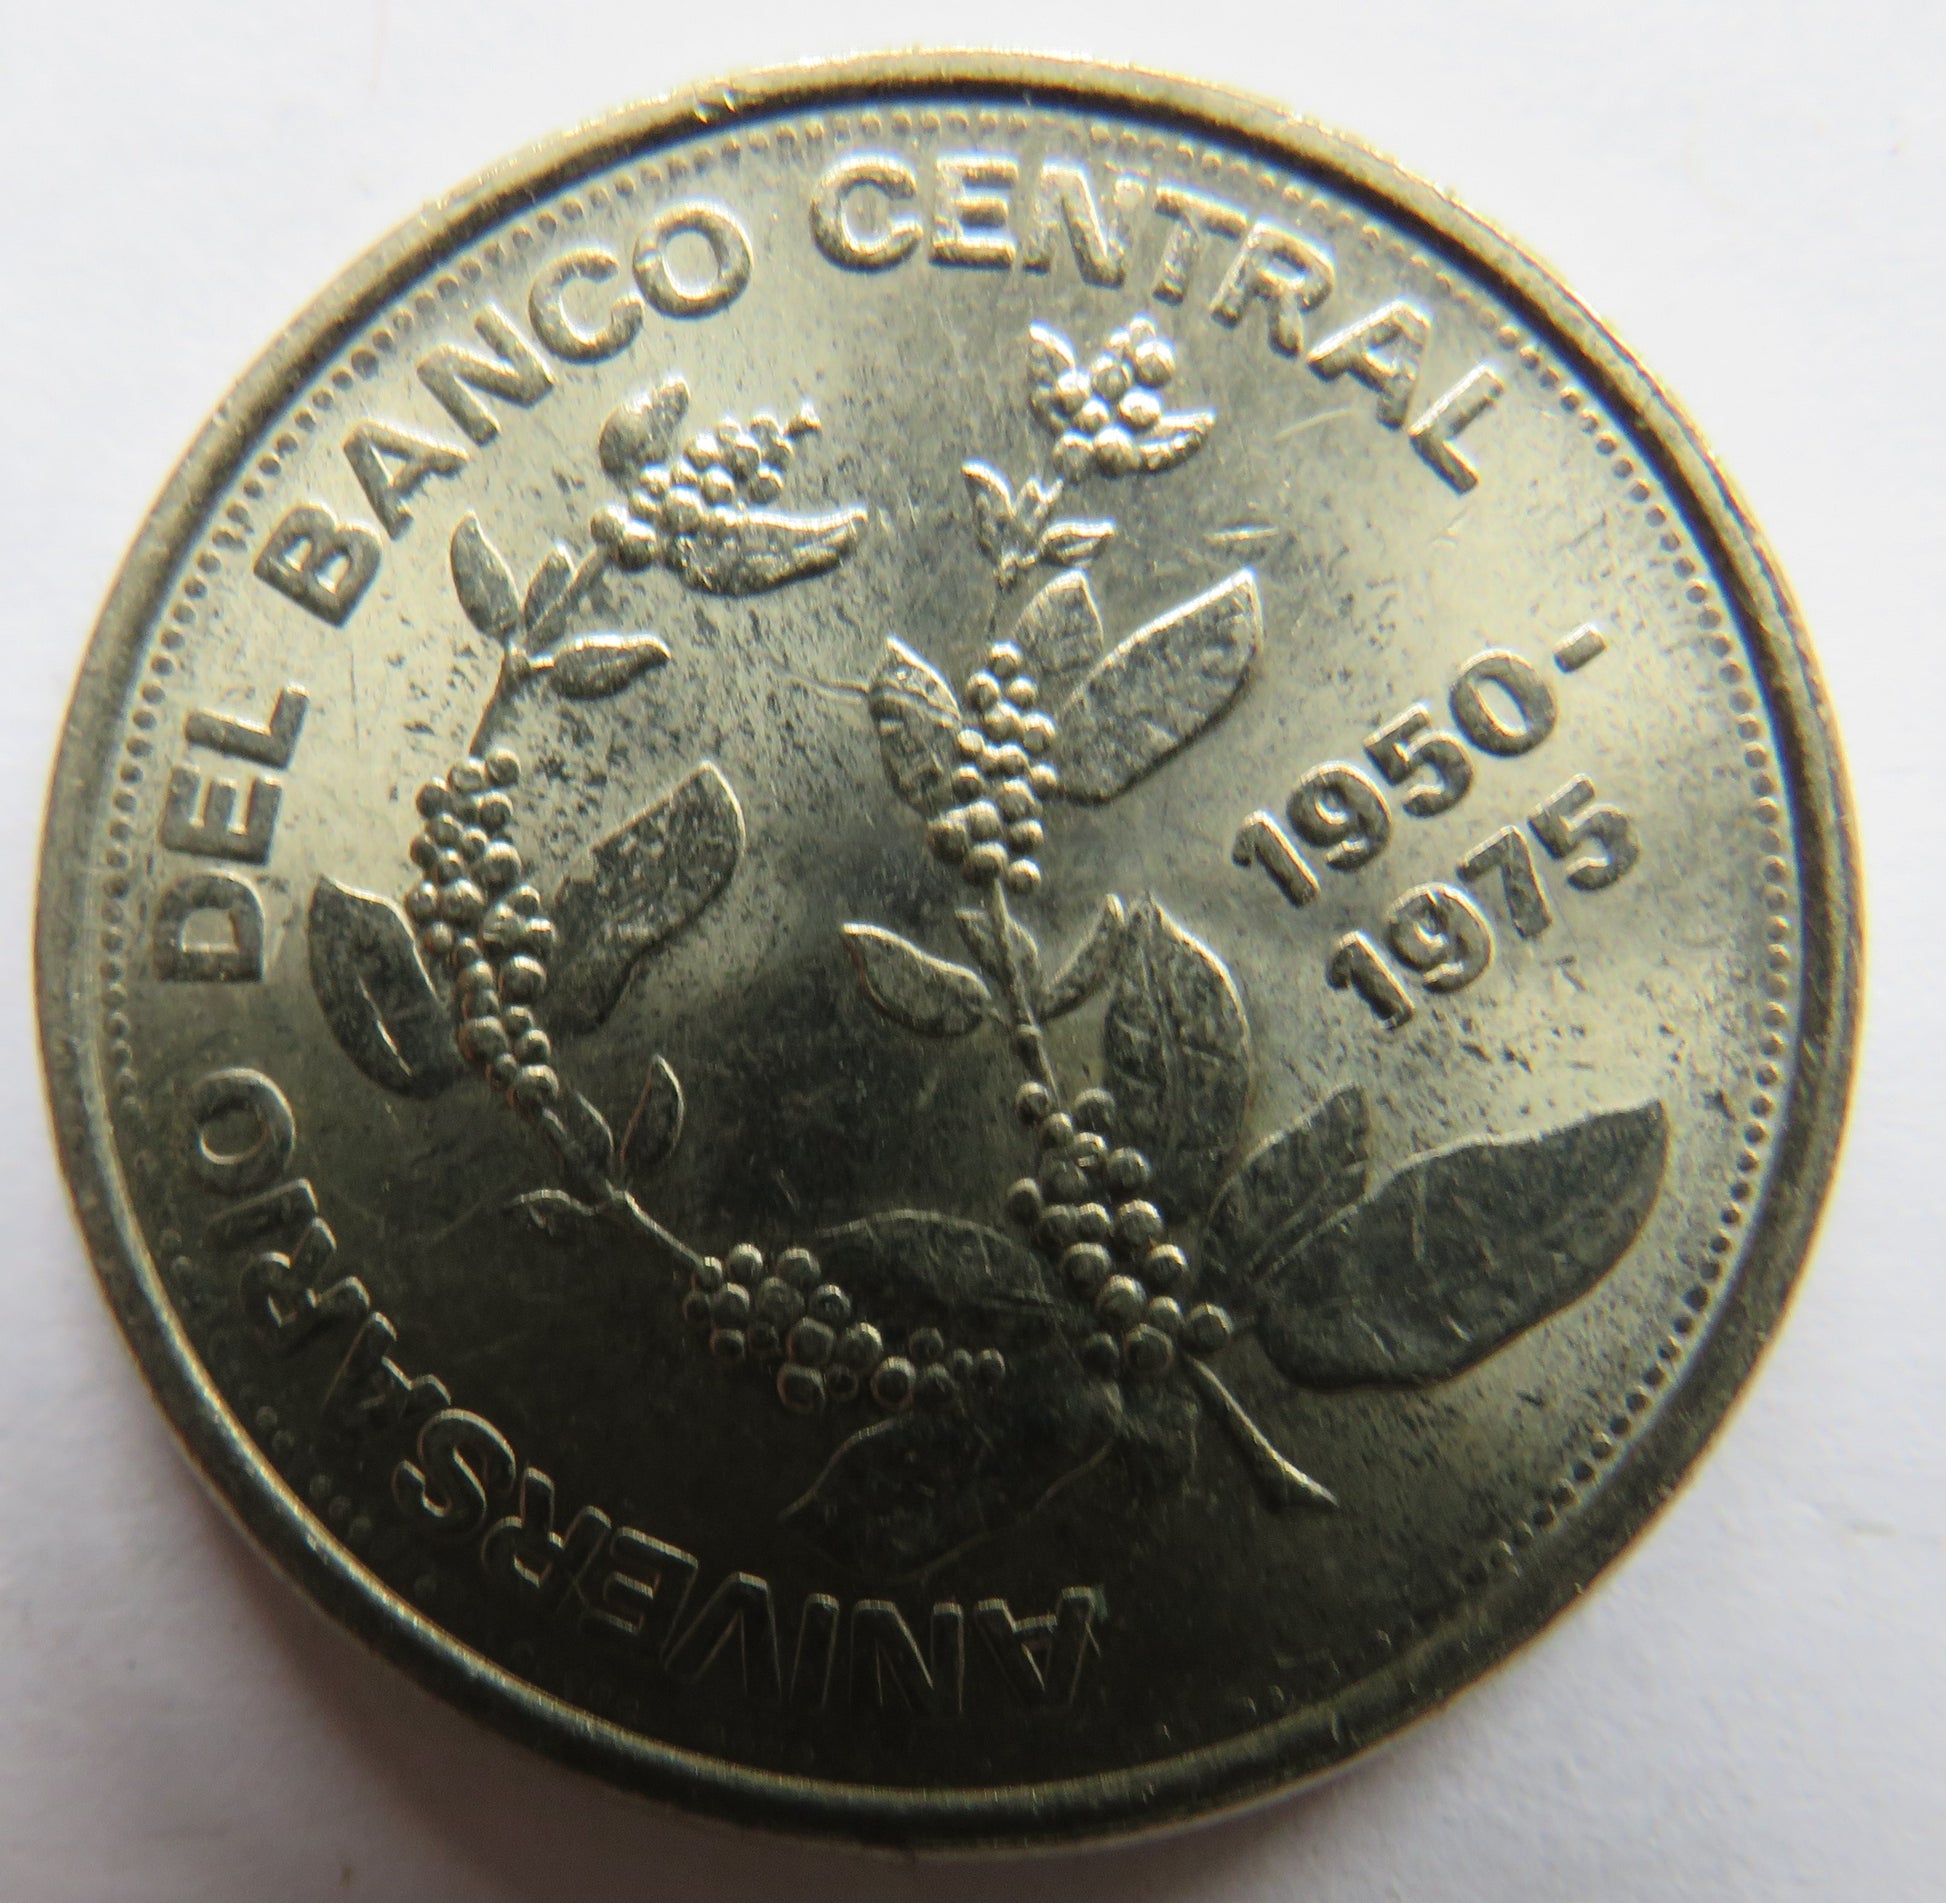 ANIVERSARIO DEL BANCO CENTRAL
1950-
1975